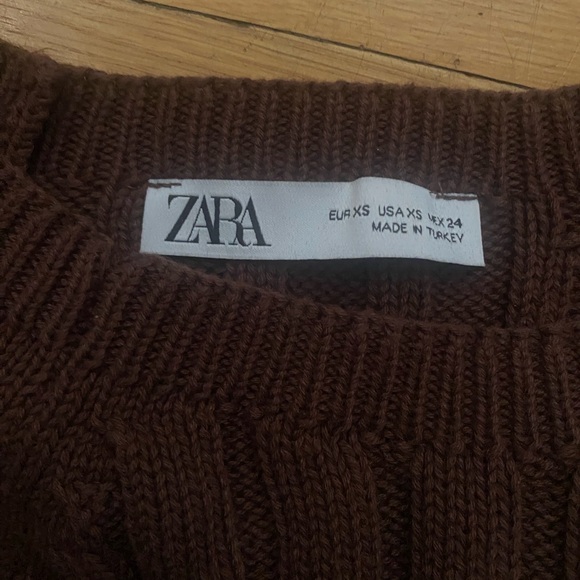 ZARA
EUR XS USA XS MEX 24
MADE IN TURKEY